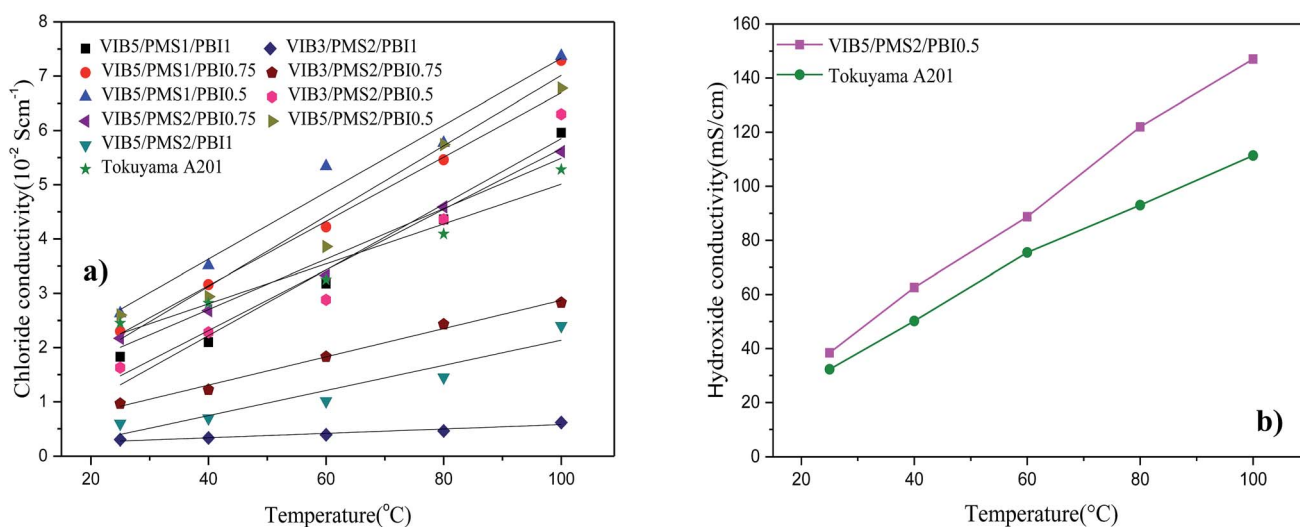 8
7
6
5
4
3
2
1
0
Chloride conductivity(10⁻² Scm⁻¹)
VIB5/PMS1/PBI1
VIB3/PMS2/PBI1
VIB5/PMS1/PBI0.75
VIB3/PMS2/PBI0.75
VIB5/PMS1/PBI0.5
VIB3/PMS2/PBI0.5
VIB5/PMS2/PBI0.75
VIB5/PMS2/PBI0.5
VIB5/PMS2/PBI1
Tokuyama A201
a)
20 40 60 80 100
Temperature(°C)
160
140
120
100
80
60
40
20
0
Hydroxide conductivity(mS/cm)
VIB5/PMS2/PBI0.5
Tokuyama A201
b)
20 40 60 80 100
Temperature(°C)